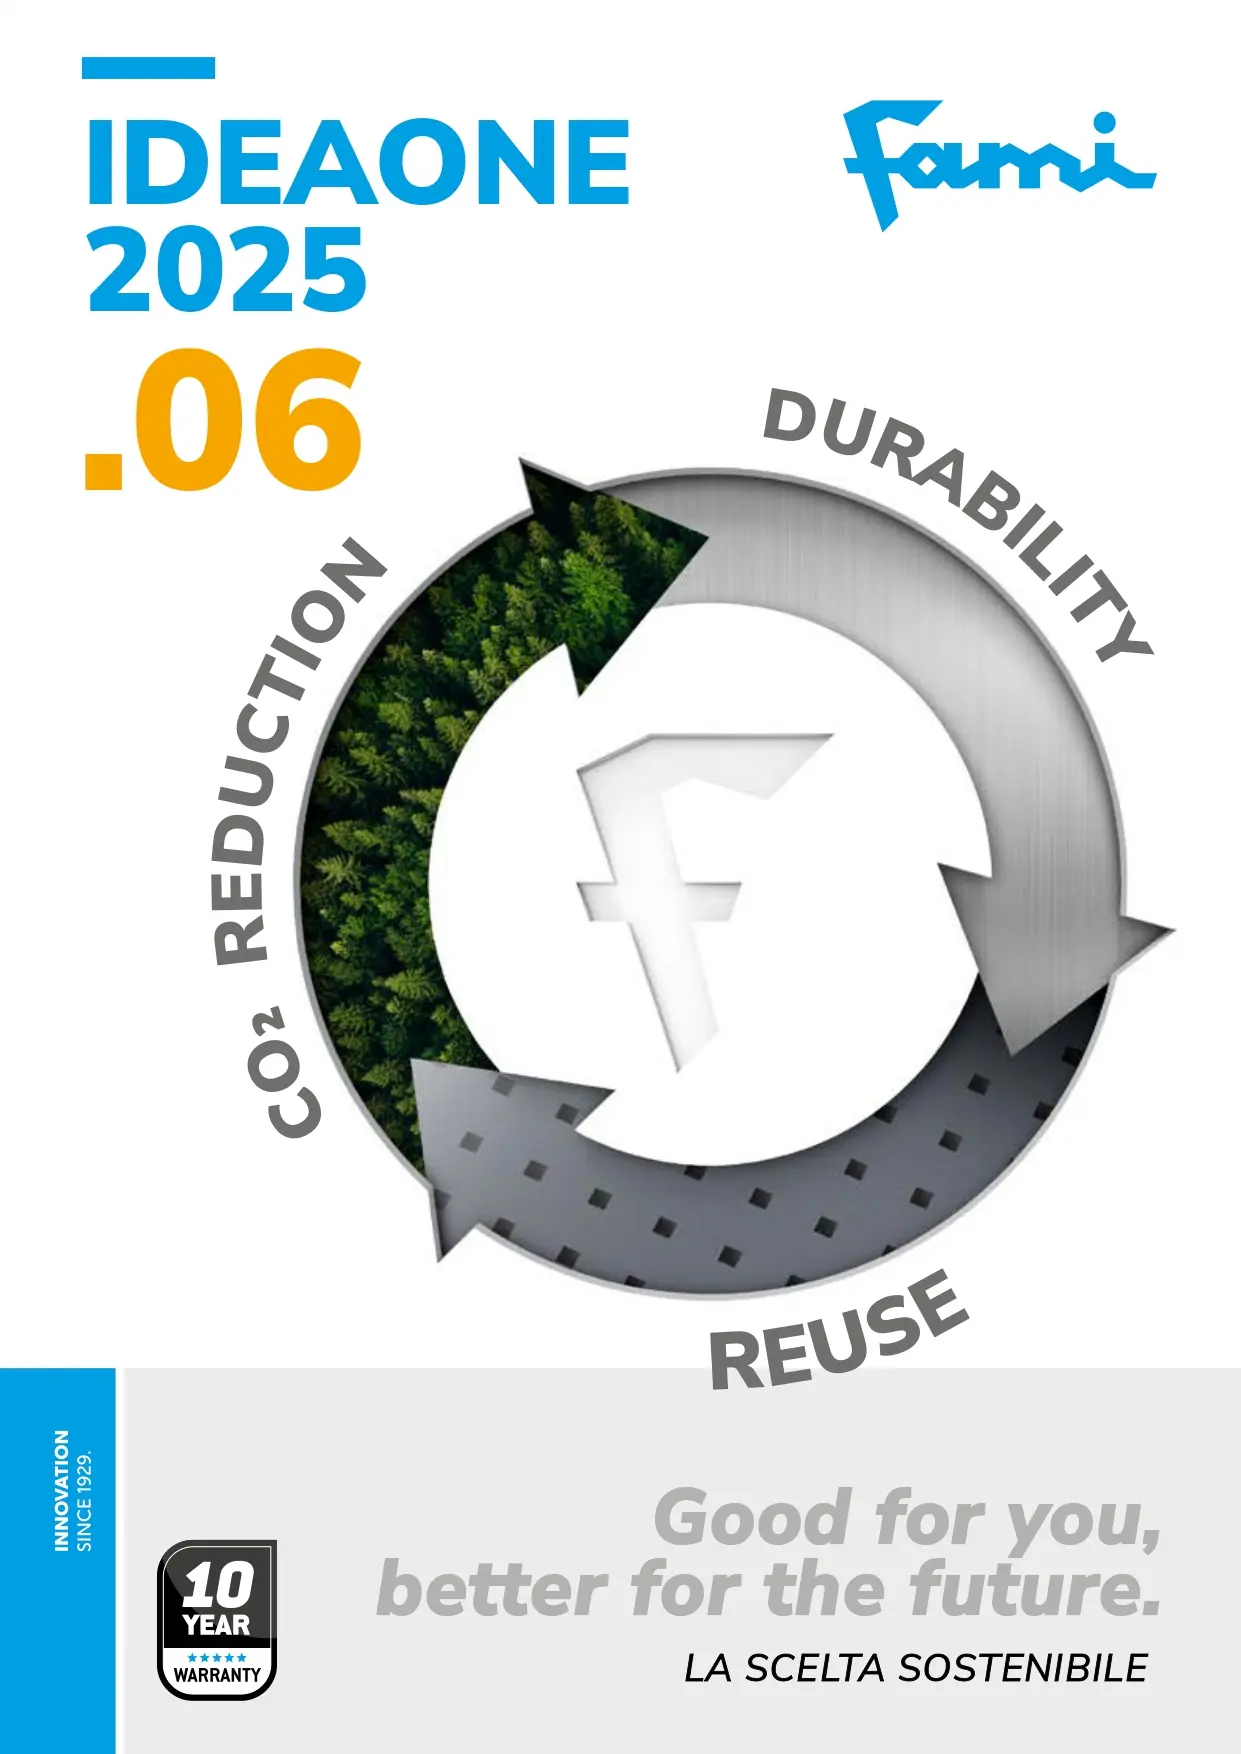 IDEAONE
2025
.06
Fami
DURABILITY
CO² REDUCTION
REUSE
INNOVATION
SINCE 1929.
10
YEAR
WARRANTY
Good for you,
better for the future.
LA SCELTA SOSTENIBILE